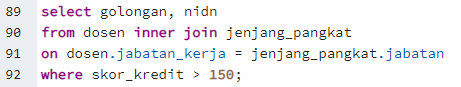 89 select golongan, nidn
90 from dosen inner join jenjang_pangkat
91 on dosen.jabatan_kerja = jenjang_pangkat.jabatan
92 where skor_kredit > 150;